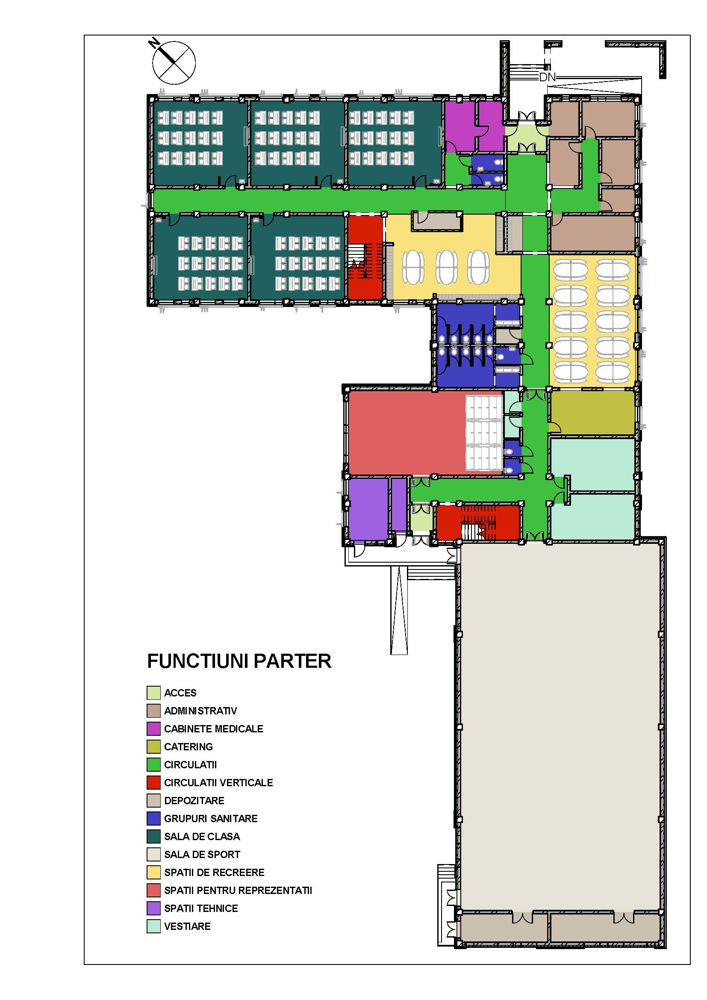 N
DN
FUNCTIUNI PARTER
ACCES
ADMINISTRATIV
CABINETE MEDICALE
CATERING
CIRCULATII
CIRCULATII VERTICALE
DEPOZITARE
GRUPURI SANITARE
SALA DE CLASA
SALA DE SPORT
SPATII DE RECREERE
SPATII PENTRU REPREZENTATII
SPATII TEHNICE
VESTIARE